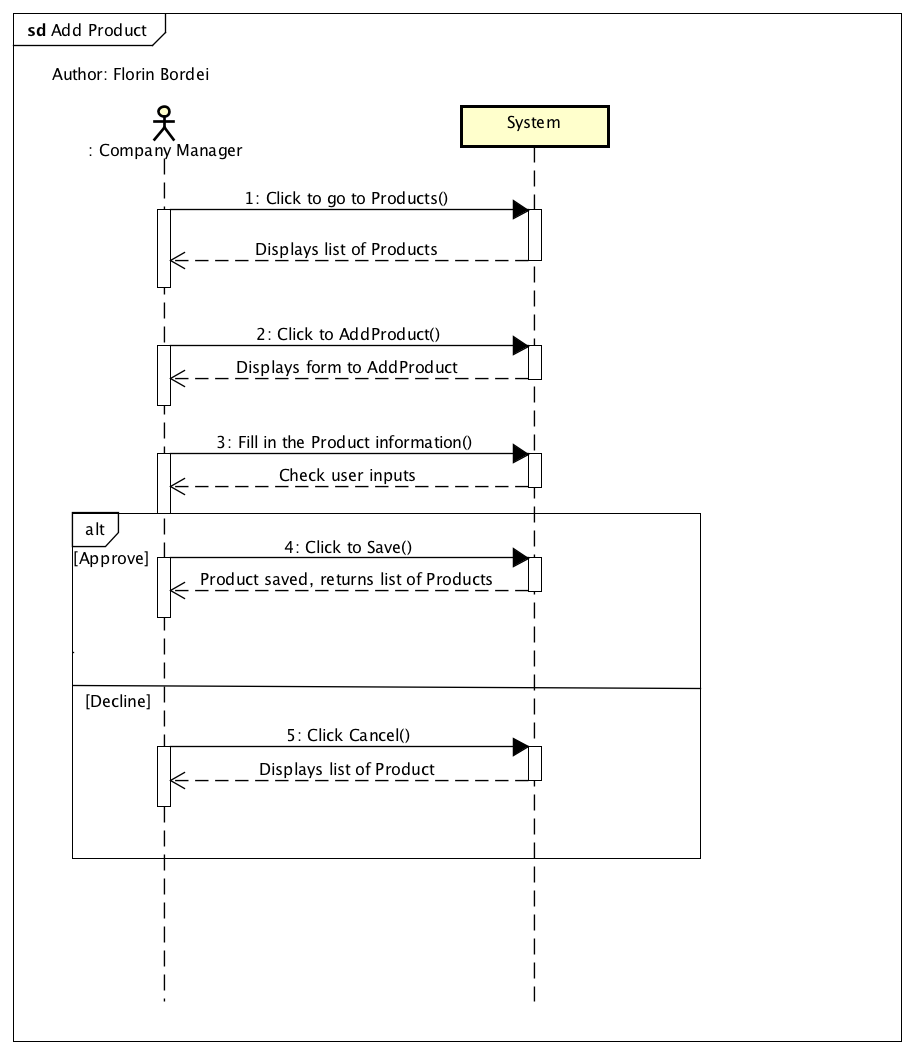 sd Add Product
Author: Florin Bordei
System
: Company Manager
1: Click to go to Products()
Displays list of Products
2: Click to AddProduct()
Displays form to AddProduct
3: Fill in the Product information()
Check user inputs
alt
4: Click to Save()
[Approve]
Product saved, returns list of Products
[Decline]
5: Click Cancel()
Displays list of Product